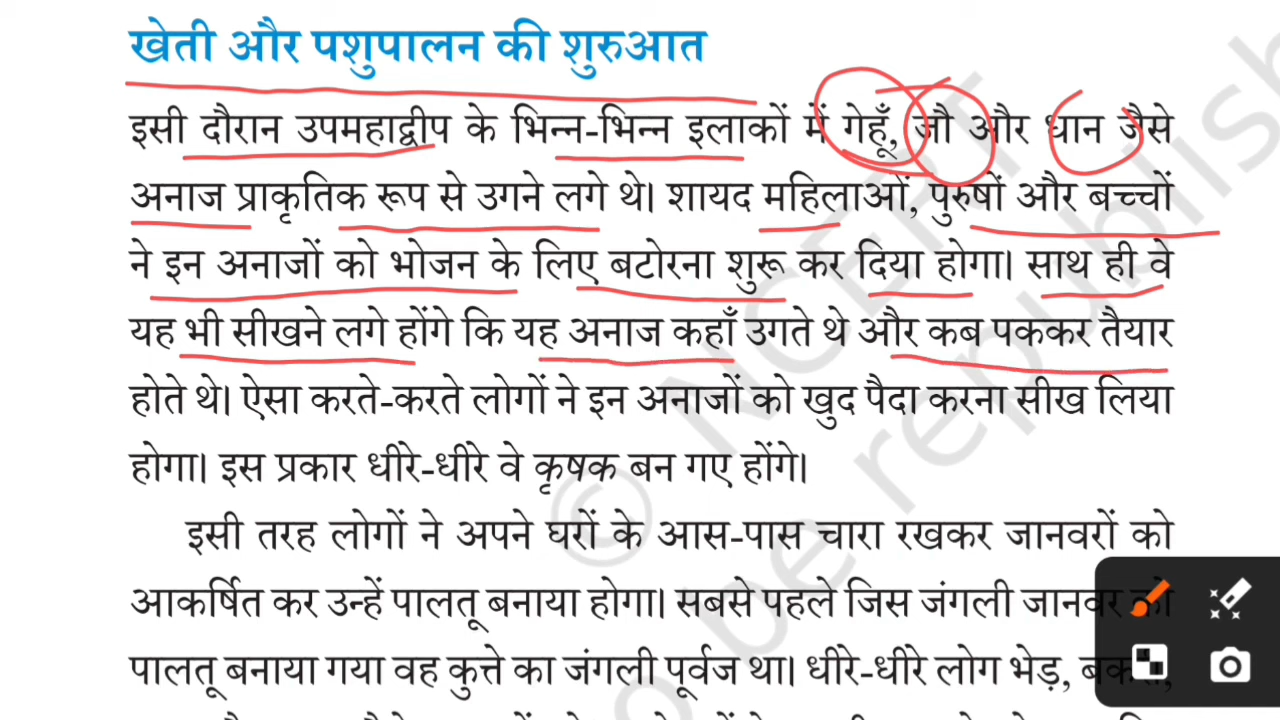 खेती और पशुपालन की शुरुआत
इसी दौरान उपमहाद्वीप के भिन्न-भिन्न इलाकों में गेहूँ, जौ और धान जैसे
अनाज प्राकृतिक रूप से उगने लगे थे। शायद महिलाओं, पुरुषों और बच्चों
ने इन अनाजों को भोजन के लिए बटोरना शुरू कर दिया होगा। साथ ही वे
यह भी सीखने लगे होंगे कि यह अनाज कहाँ उगते थे और कब पककर तैयार
होते थे। ऐसा करते-करते लोगों ने इन अनाजों को खुद पैदा करना सीख लिया
होगा। इस प्रकार धीरे-धीरे वे कृषक बन गए होंगे।
इसी तरह लोगों ने अपने घरों के आस-पास चारा रखकर जानवरों को
आकर्षित कर उन्हें पालतू बनाया होगा। सबसे पहले जिस जंगली जानवर को
पालतू बनाया गया वह कुत्ते का जंगली पूर्वज था। धीरे-धीरे लोग भेड़,
© NCERT
be republish